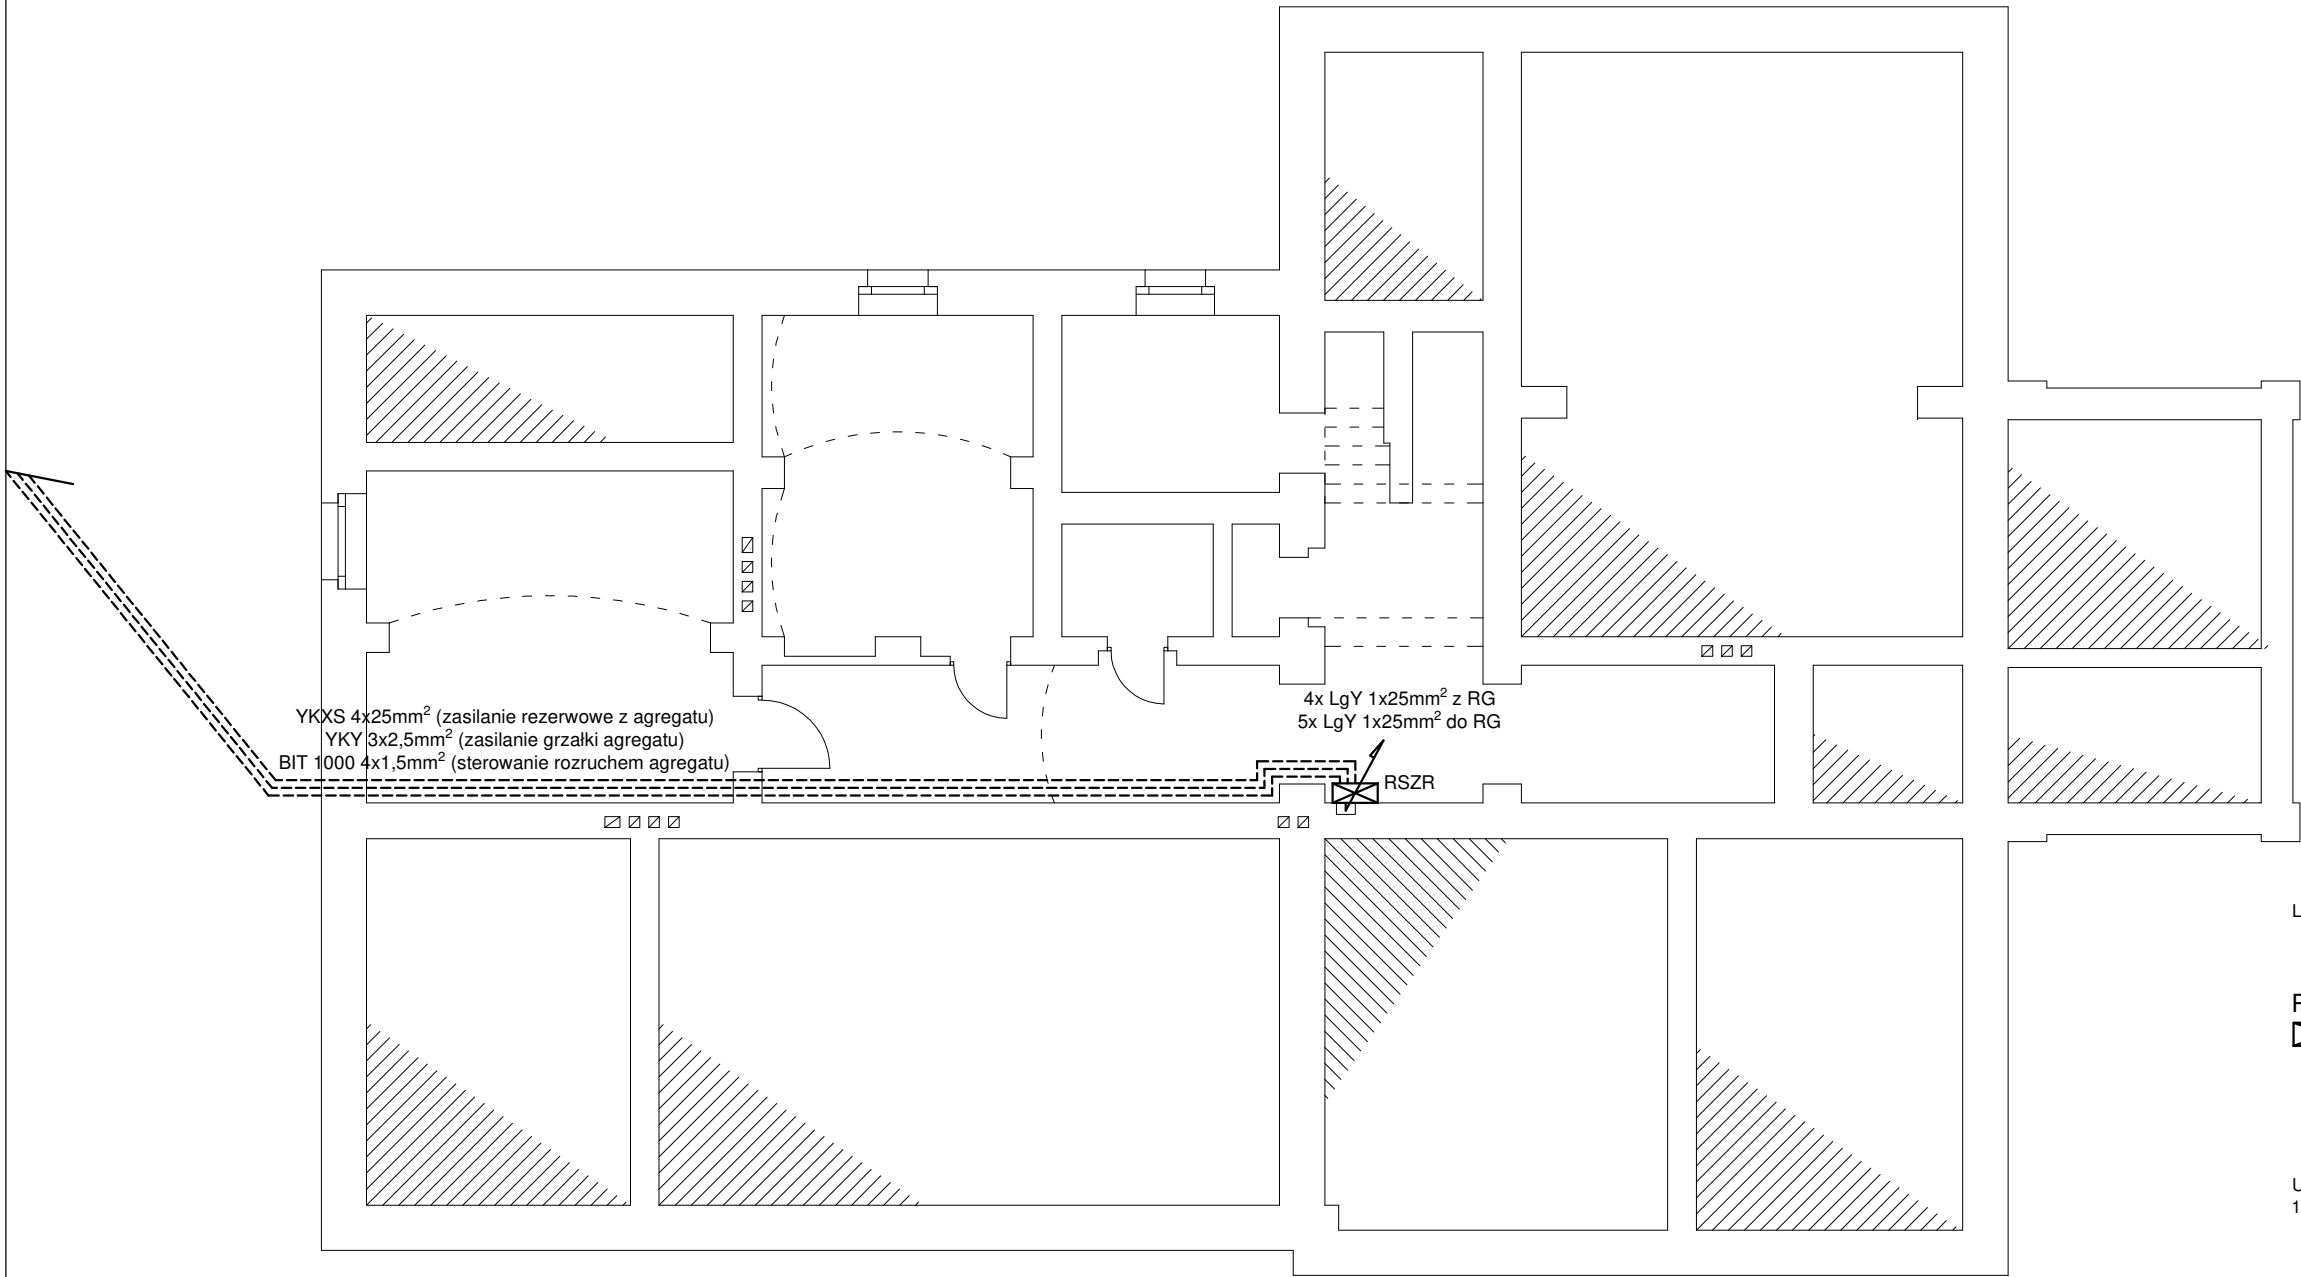 4x LgY 1x25mm² z RG
5x LgY 1x25mm² do RG
YKXS 4x25mm² (zasilanie rezerwowe z agregatu)
YKY 3x2,5mm² (zasilanie grzałki agregatu)
BIT 1000 4x1,5mm² (sterowanie rozruchem agregatu)
RSZR